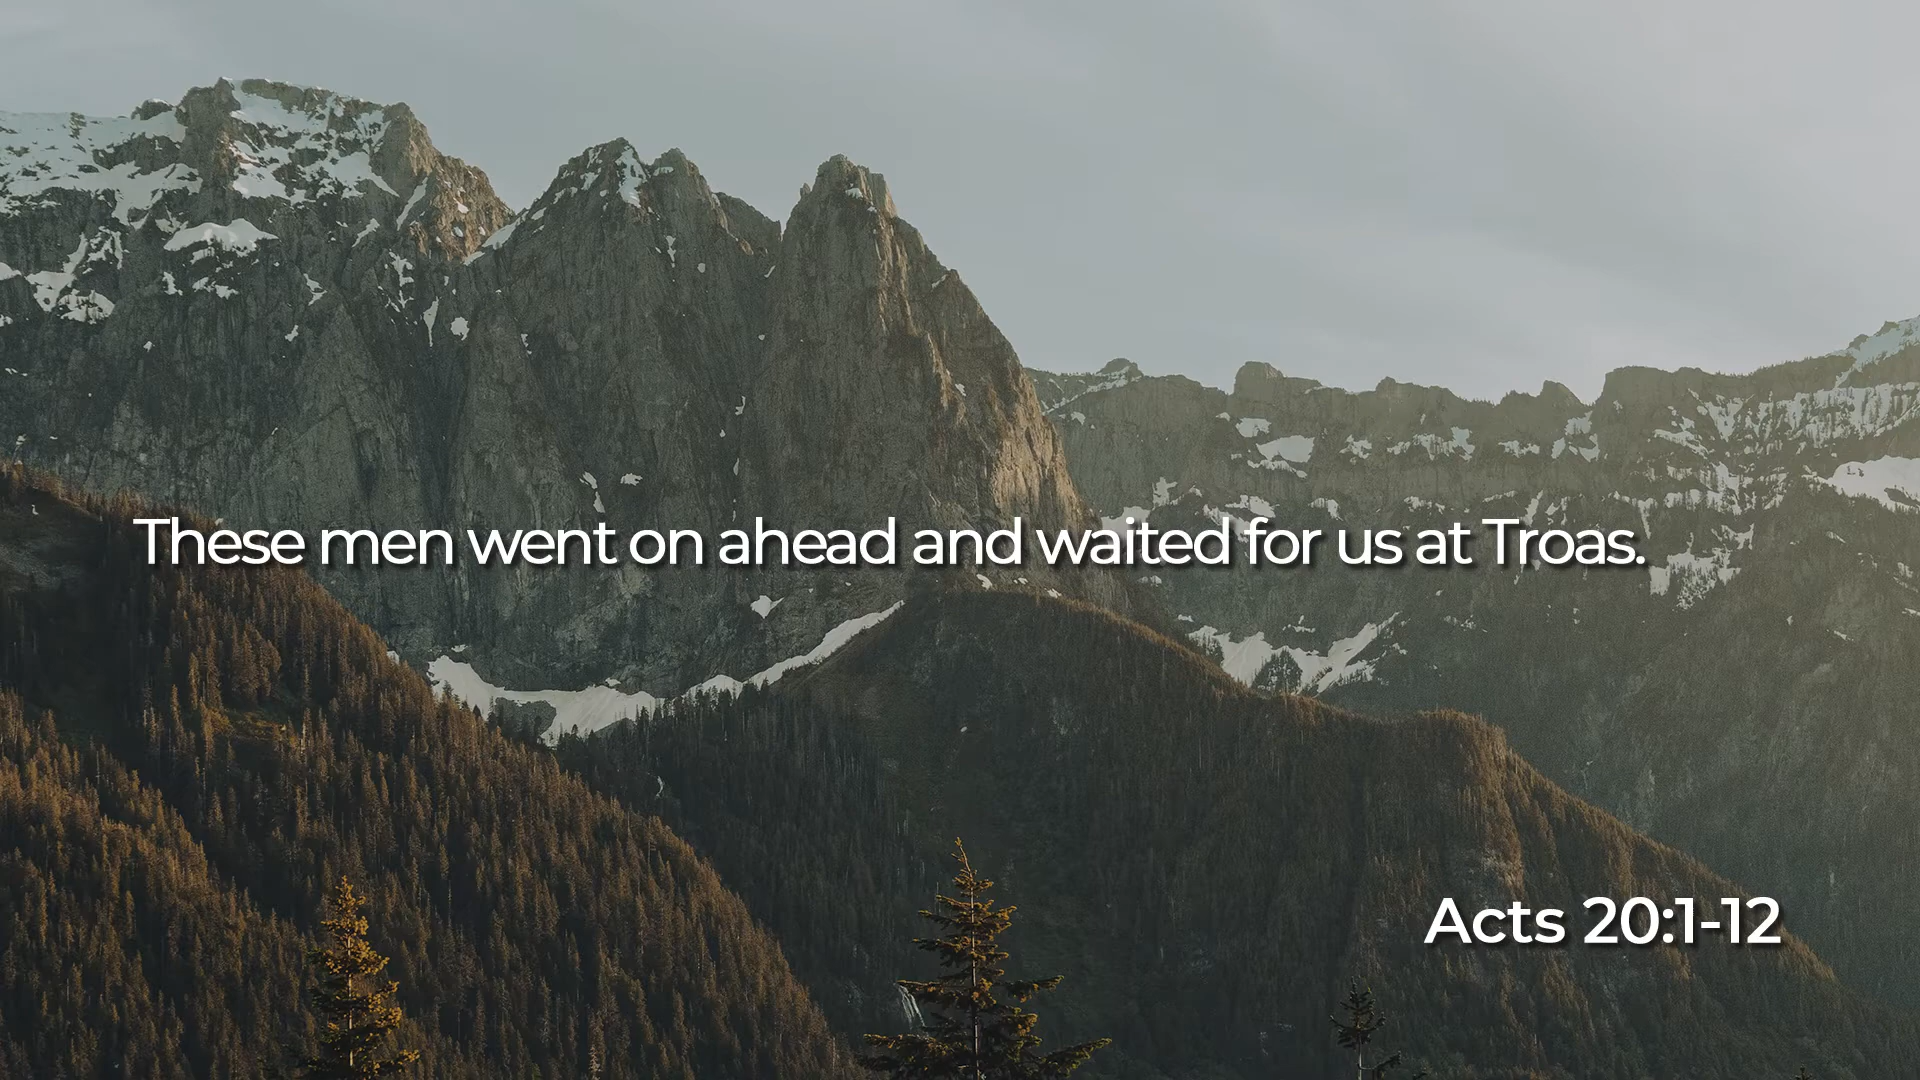 These men went on ahead and waited for us at Troas.
Acts 20:1-12